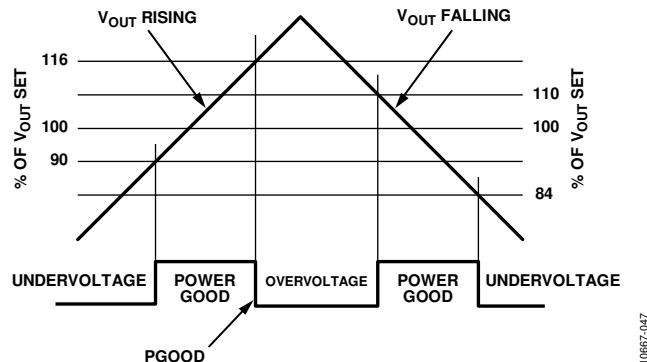 VOUT RISING
VOUT FALLING
116
110
100
100
90
84
% OF VOUT SET
% OF VOUT SET
UNDERVOLTAGE
POWER
GOOD
OVERVOLTAGE
POWER
GOOD
UNDERVOLTAGE
PGOOD
10667-047